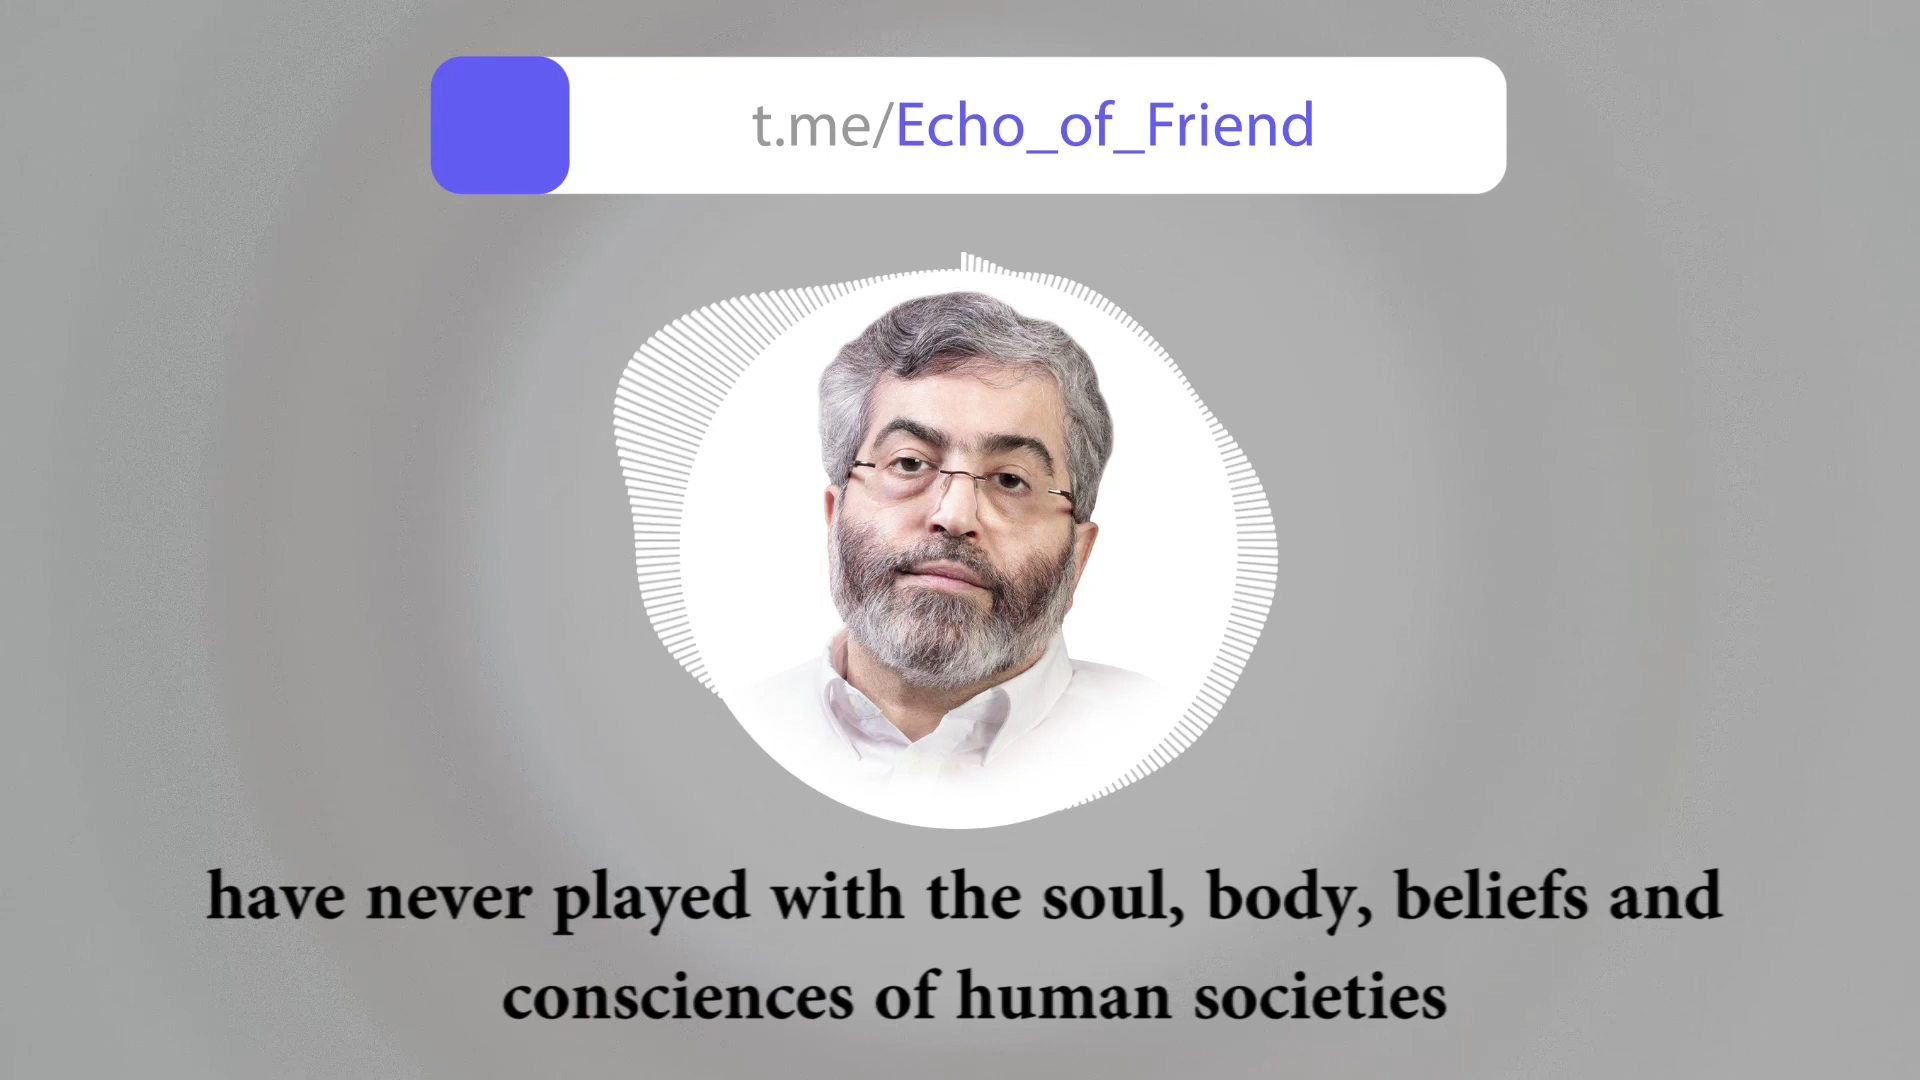 t.me/Echo_of_Friend
have never played with the soul, body, beliefs and
consciences of human societies